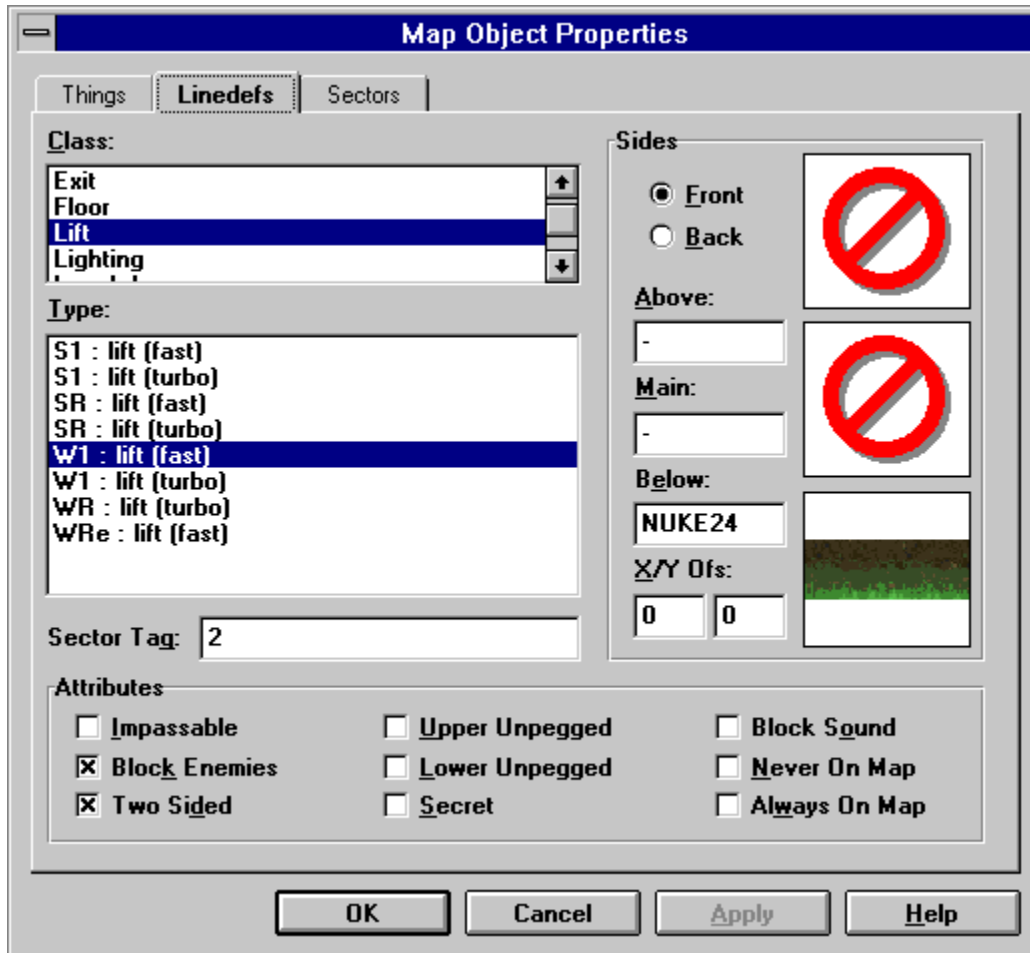 Map Object Properties
Things Linedefs Sectors
Class:
Exit
Floor
Lift
Lighting
Type:
S1 : lift (fast)
S1 : lift (turbo)
SR : lift (fast)
SR : lift (turbo)
W1 : lift (fast)
W1 : lift (turbo)
WR : lift (turbo)
WRe : lift (fast)
Sector Tag: 2
Sides
Front
Back
Above:
-
Main:
-
Below:
NUKE24
X/Y Ofs:
0 0
Attributes
Impassable Upper Unpegged Block Sound
Block Enemies Lower Unpegged Never On Map
Two Sided Secret Always On Map
OK Cancel Apply Help